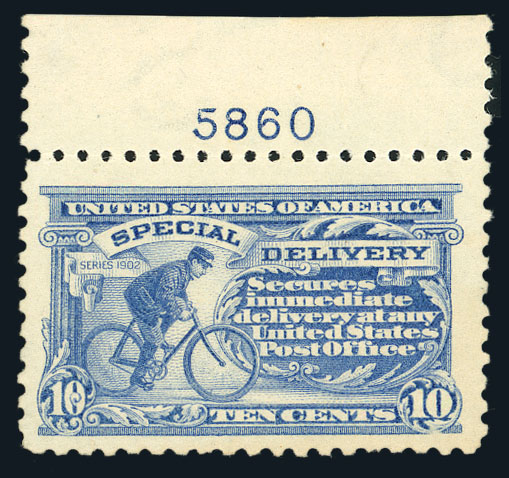 5860
UNITED STATES OF AMERICA
SPECIAL
DELIVERY
SERIES 1902
Secures
immediate
delivery at any
United States
Post Office
10
TEN CENTS
10